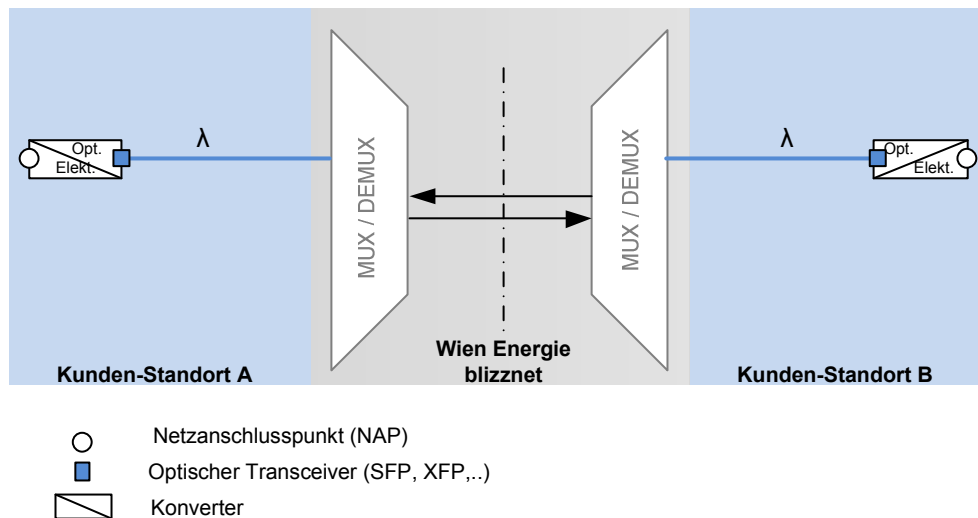 λ
λ
Opt.
Elekt.
Opt.
Elekt.
MUX / DEMUX
MUX / DEMUX
Kunden-Standort A
Wien Energie
blizznet
Kunden-Standort B
Netzanschlusspunkt (NAP)
Optischer Transceiver (SFP, XFP,..)
Konverter